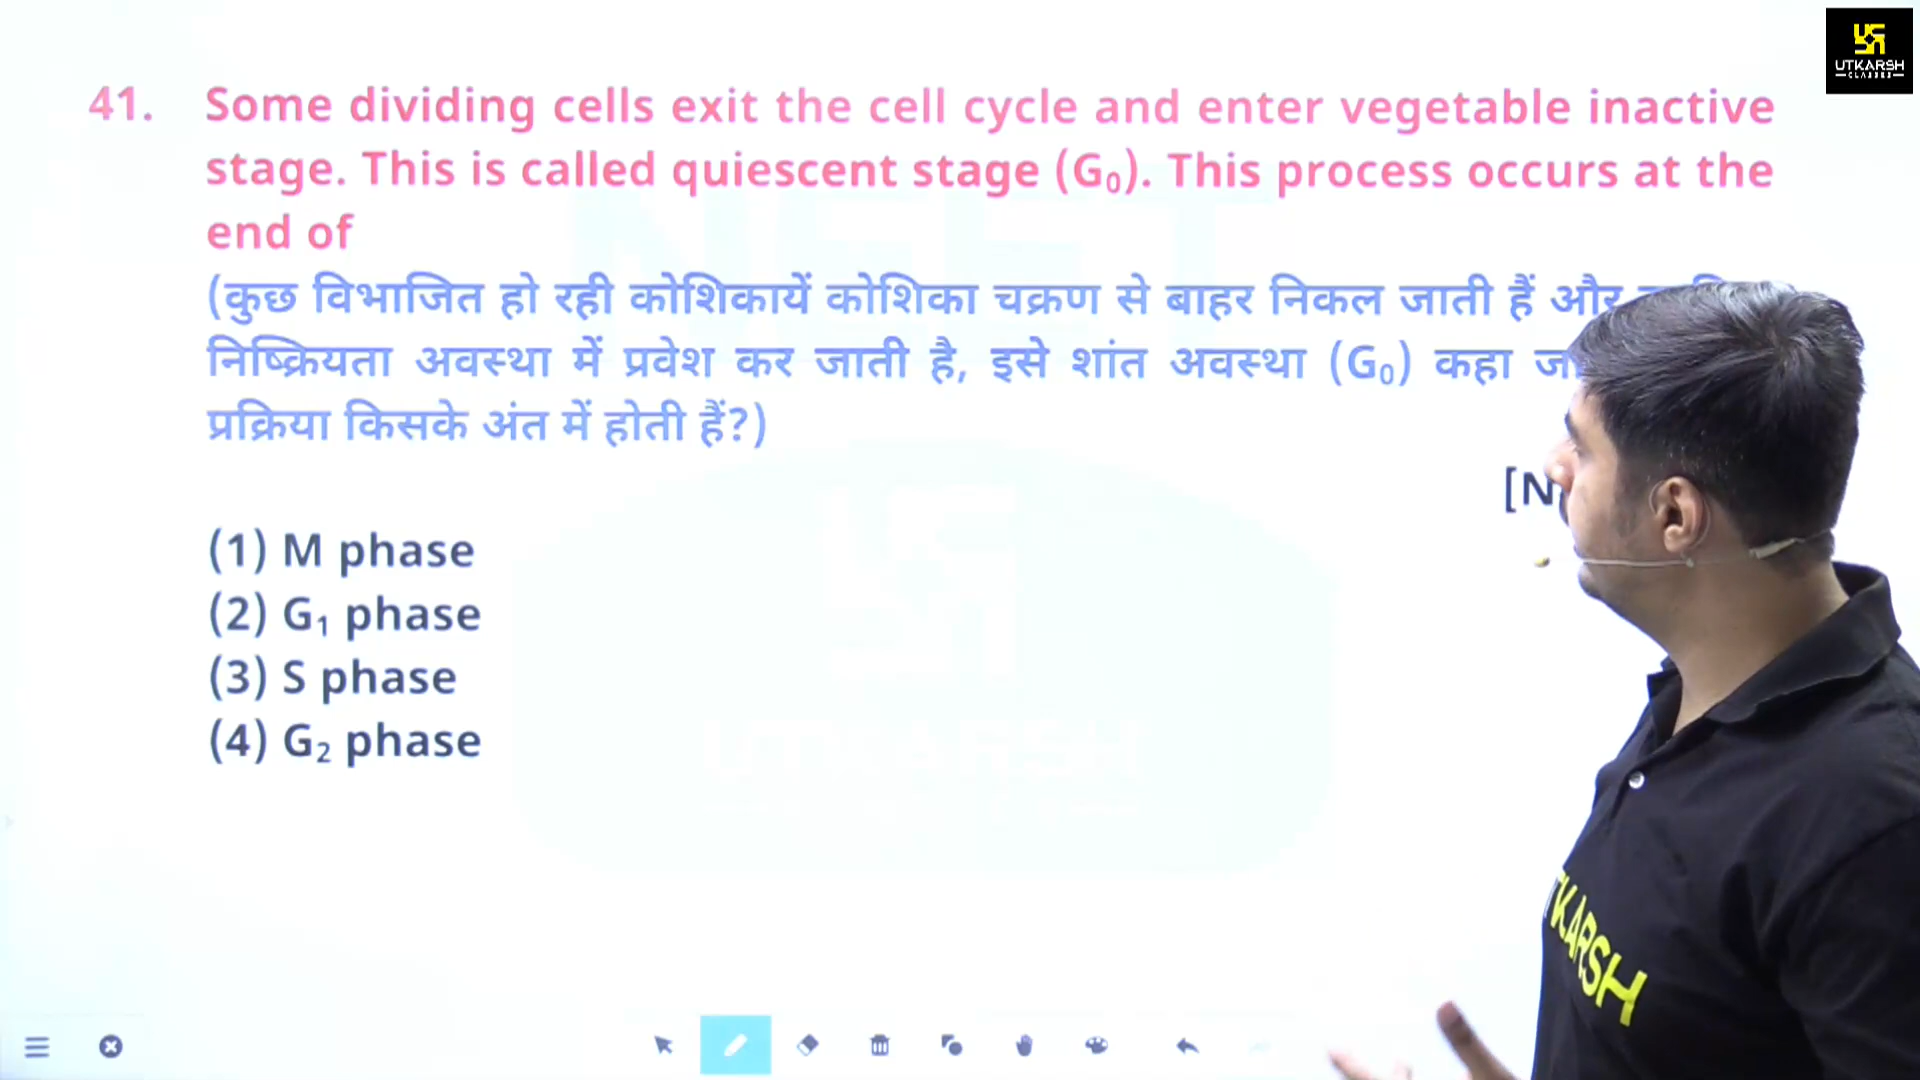 UTKARSH
CLASSES
41. Some dividing cells exit the cell cycle and enter vegetable inactive
stage. This is called quiescent stage (G₀). This process occurs at the
end of
(कुछ विभाजित हो रही कोशिकायें कोशिका चक्रण से बाहर निकल जाती हैं और
निष्क्रियता अवस्था में प्रवेश कर जाती है, इसे शांत अवस्था (G₀) कहा
प्रक्रिया किसके अंत में होती हैं?)
(1) M phase
(2) G₁ phase
(3) S phase
(4) G₂ phase
UTKARSH